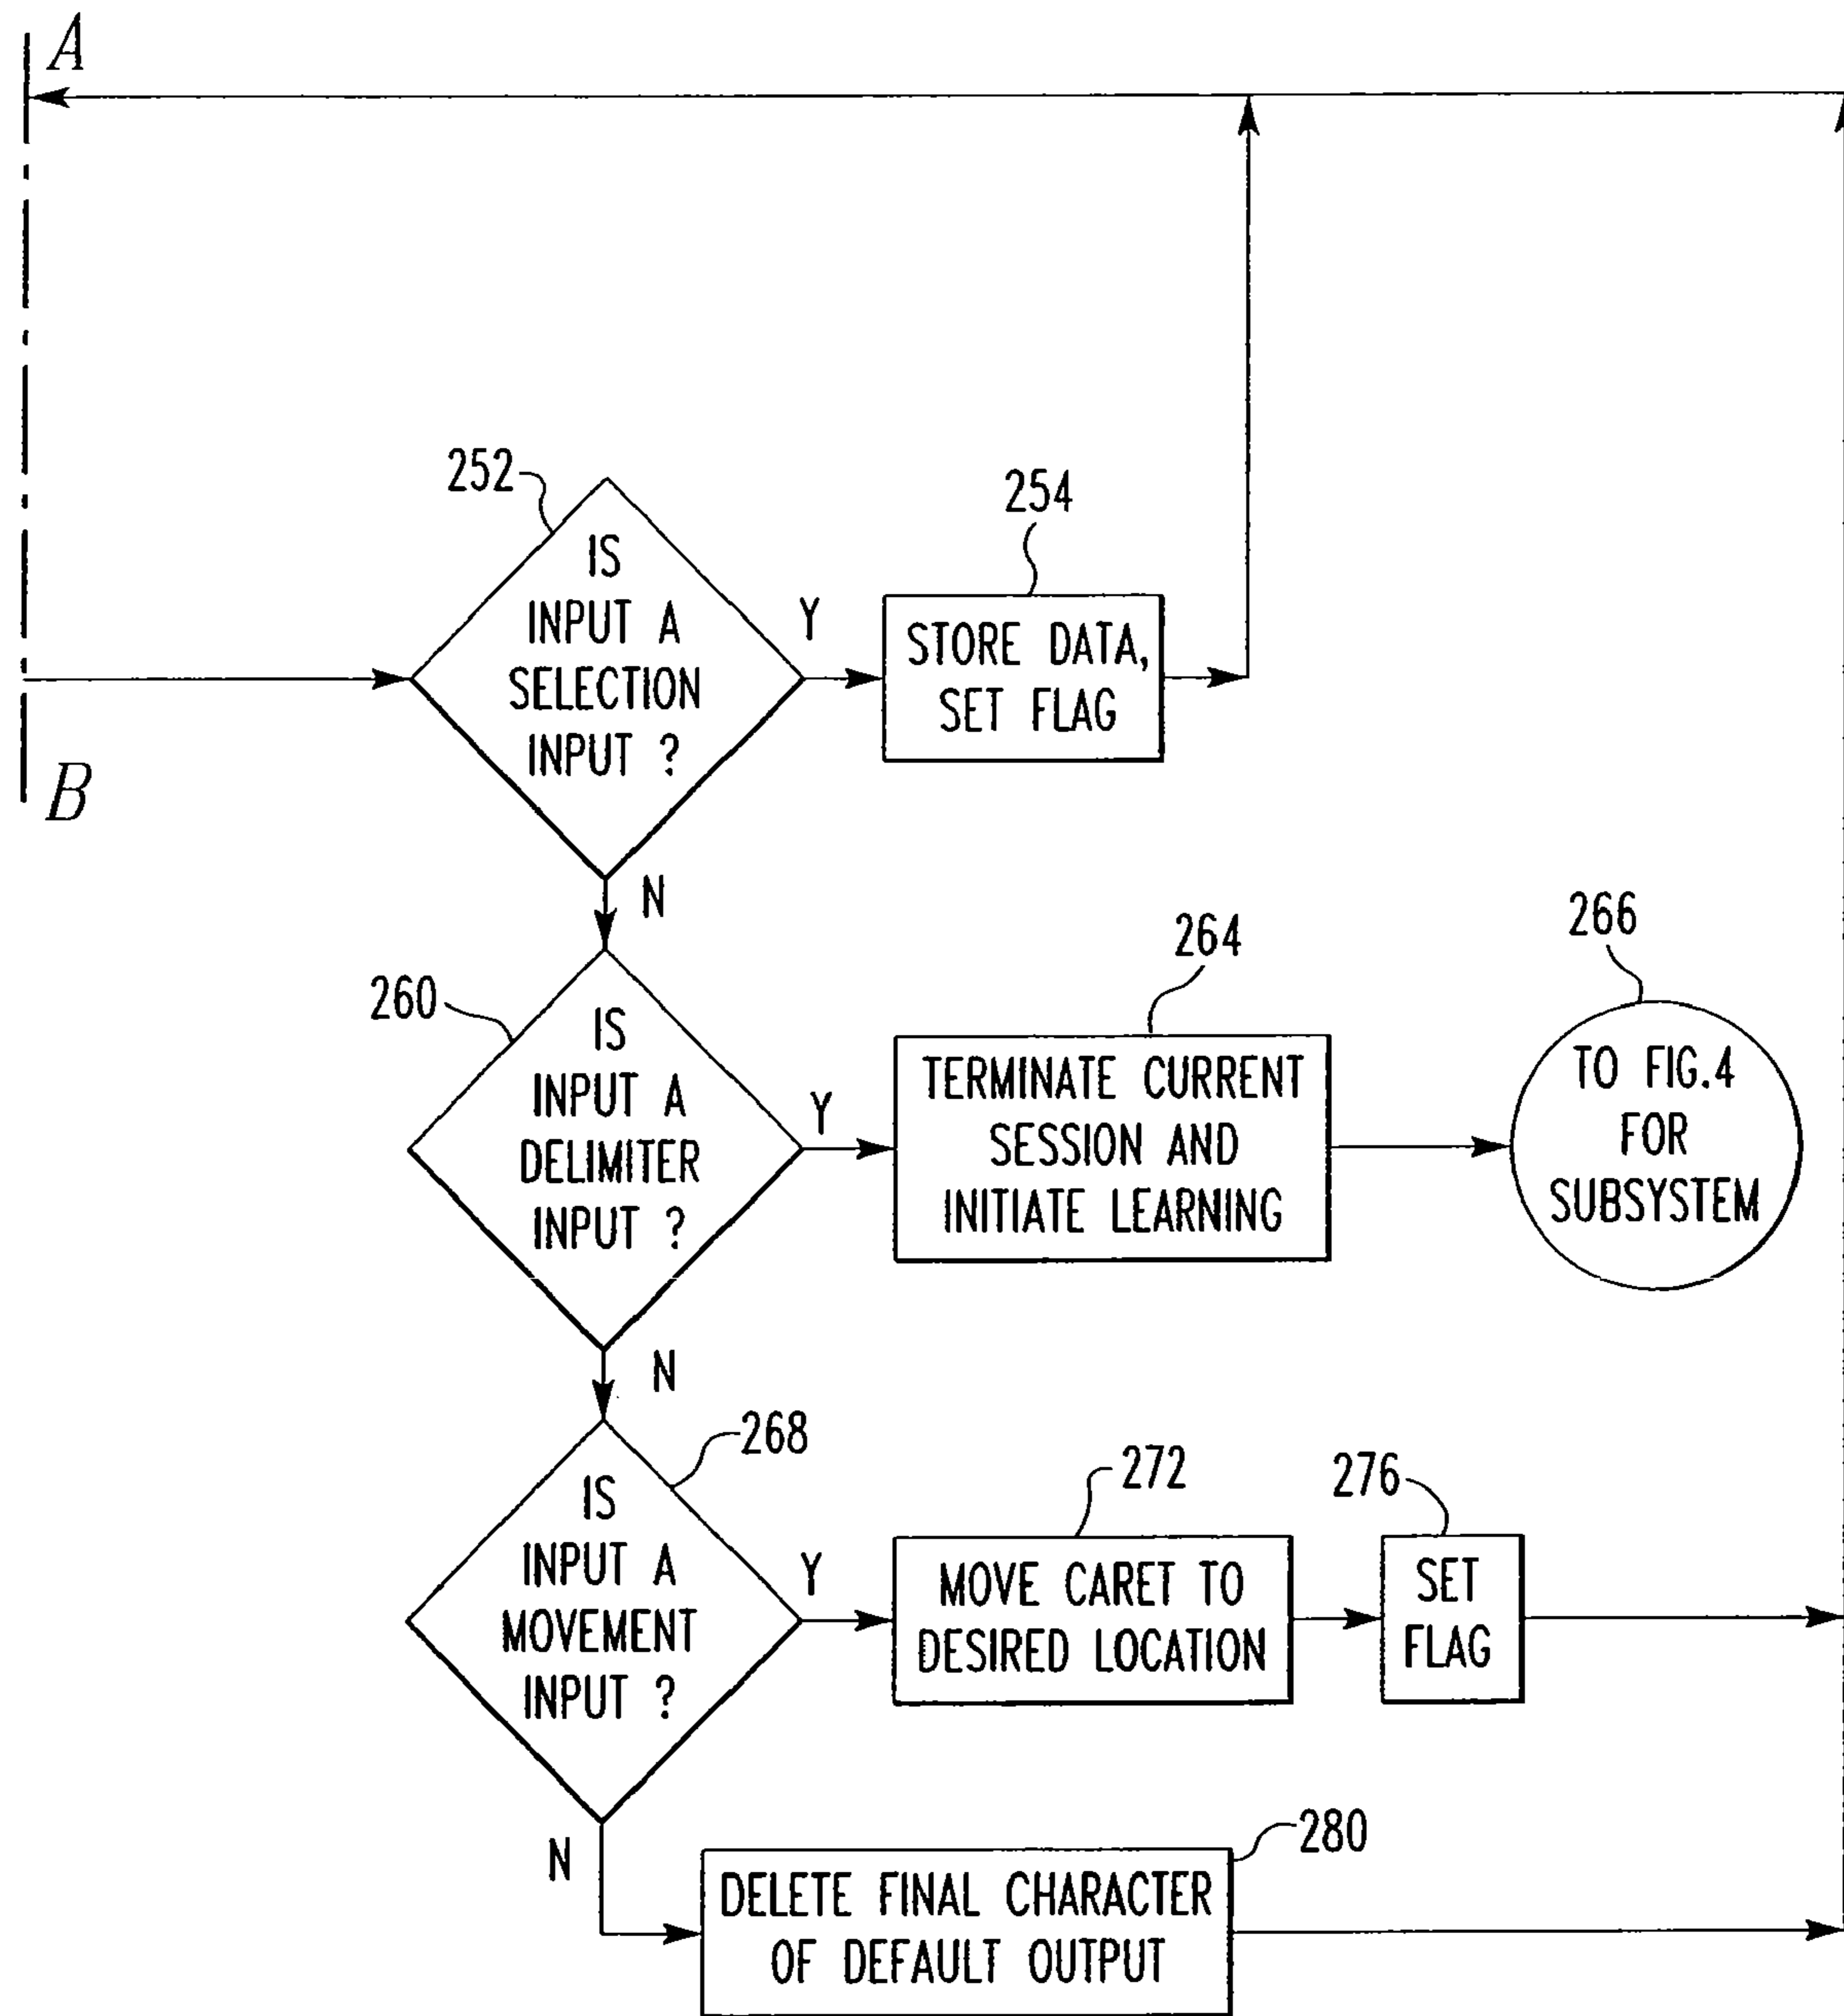 A
252
IS
INPUT A
SELECTION
INPUT ?
Y
254
STORE DATA,
SET FLAG
B
N
260
IS
INPUT A
DELIMITER
INPUT ?
Y
264
TERMINATE CURRENT
SESSION AND
INITIATE LEARNING
266
TO FIG.4
FOR
SUBSYSTEM
N
268
IS
INPUT A
MOVEMENT
INPUT ?
Y
272
MOVE CARET TO
DESIRED LOCATION
276
SET
FLAG
N
280
DELETE FINAL CHARACTER
OF DEFAULT OUTPUT